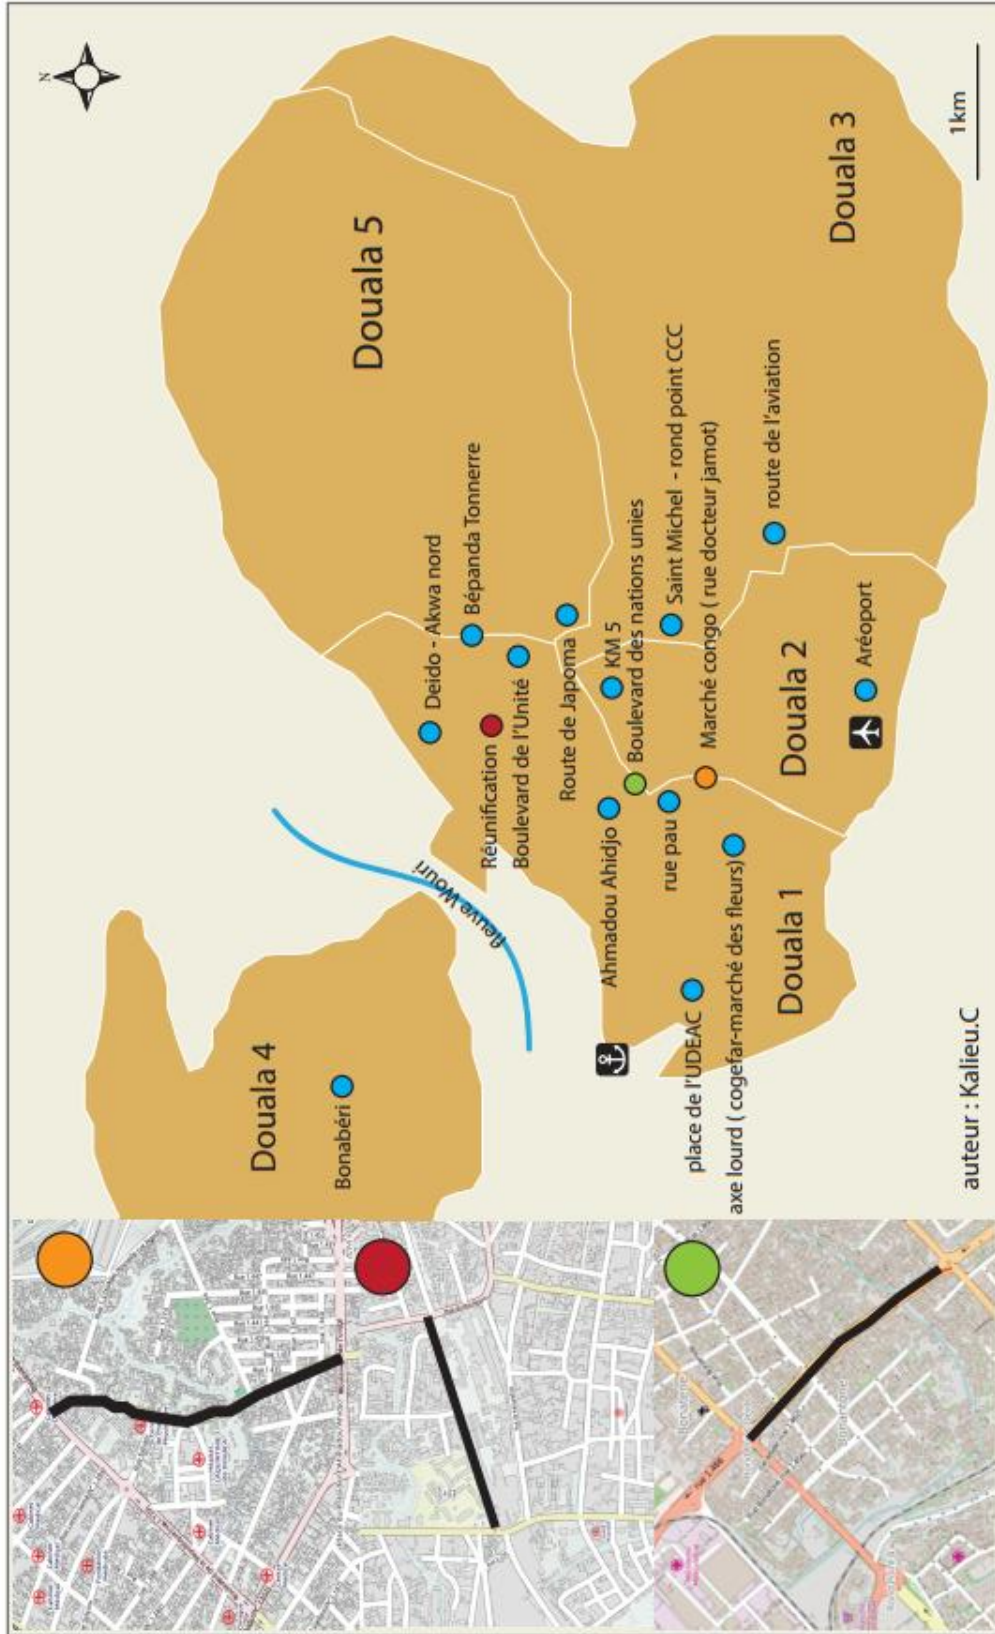 N
Douala 5
Douala 3
1km
Deido - Akwa nord
Bépanda Tonnerre
Réunification
Boulevard de l'Unité
Route de Japoma
KM 5
Boulevard des nations unies
Saint Michel - rond point CCC
Marché congo ( rue docteur jamot)
route de l'aviation
Ahmadou Ahidjo
rue pau
Douala 2
Aréoport
fleuve Wouri
Douala 4
Bonabéri
place de l'UDEAC
axe lourd ( cogefar-marché des fleurs)
Douala 1
auteur : Kalieu.C